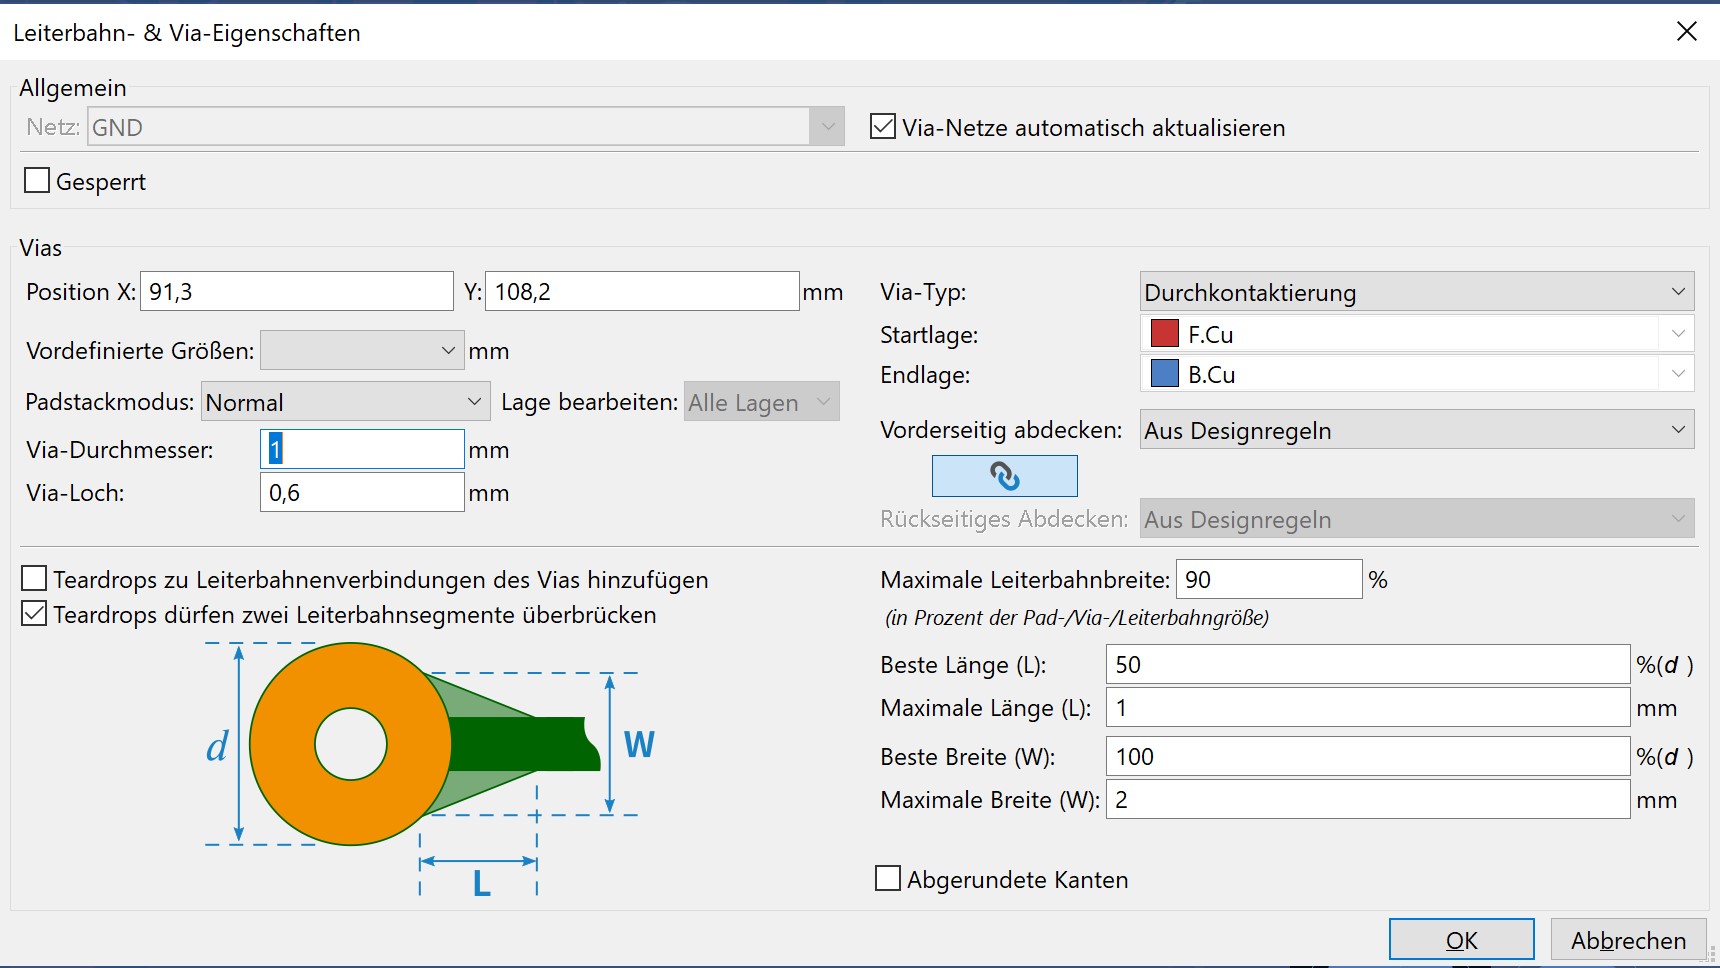 Leiterbahn- & Via-Eigenschaften
Allgemein
Netz: GND
Via-Netze automatisch aktualisieren
Gesperrt
Vias
Position X: 91,3 Y: 108,2 mm
Vordefinierte Größen: mm
Padstackmodus: Normal Lage bearbeiten: Alle Lagen
Via-Durchmesser: 1 mm
Via-Loch: 0,6 mm
Via-Typ: Durchkontaktierung
Startlage: F.Cu
Endlage: B.Cu
Vorderseitig abdecken: Aus Designregeln
Rückseitiges Abdecken: Aus Designregeln
Teardrops zu Leiterbahnenverbindungen des Vias hinzufügen
Teardrops dürfen zwei Leiterbahnsegmente überbrücken
d
W
L
Maximale Leiterbahnbreite: 90 %
(in Prozent der Pad-/Via-/Leiterbahngröße)
Beste Länge (L): 50 %(d )
Maximale Länge (L): 1 mm
Beste Breite (W): 100 %(d )
Maximale Breite (W): 2 mm
Abgerundete Kanten
OK Abbrechen